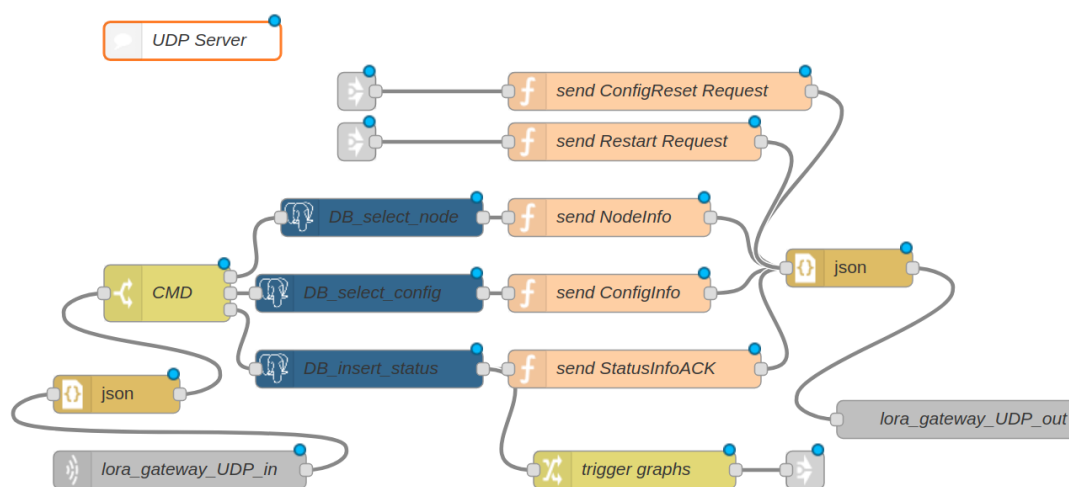 UDP Server
send ConfigReset Request
send Restart Request
DB_select_node
send NodeInfo
json
CMD
DB_select_config
send ConfigInfo
DB_insert_status
send StatusInfoACK
json
lora_gateway_UDP_out
lora_gateway_UDP_in
trigger graphs